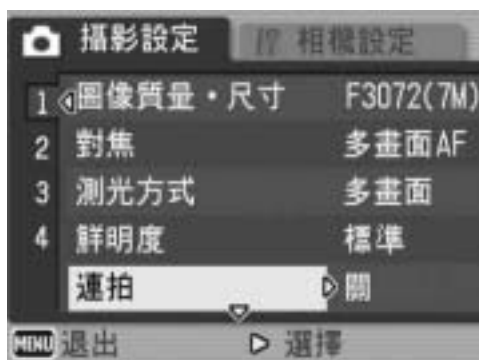 攝影設定 相機設定
1 圖像質量・尺寸 F3072(7M)
2 對焦 多畫面AF
3 測光方式 多畫面
4 鮮明度 標準
連拍 關
MENU 退出 選擇